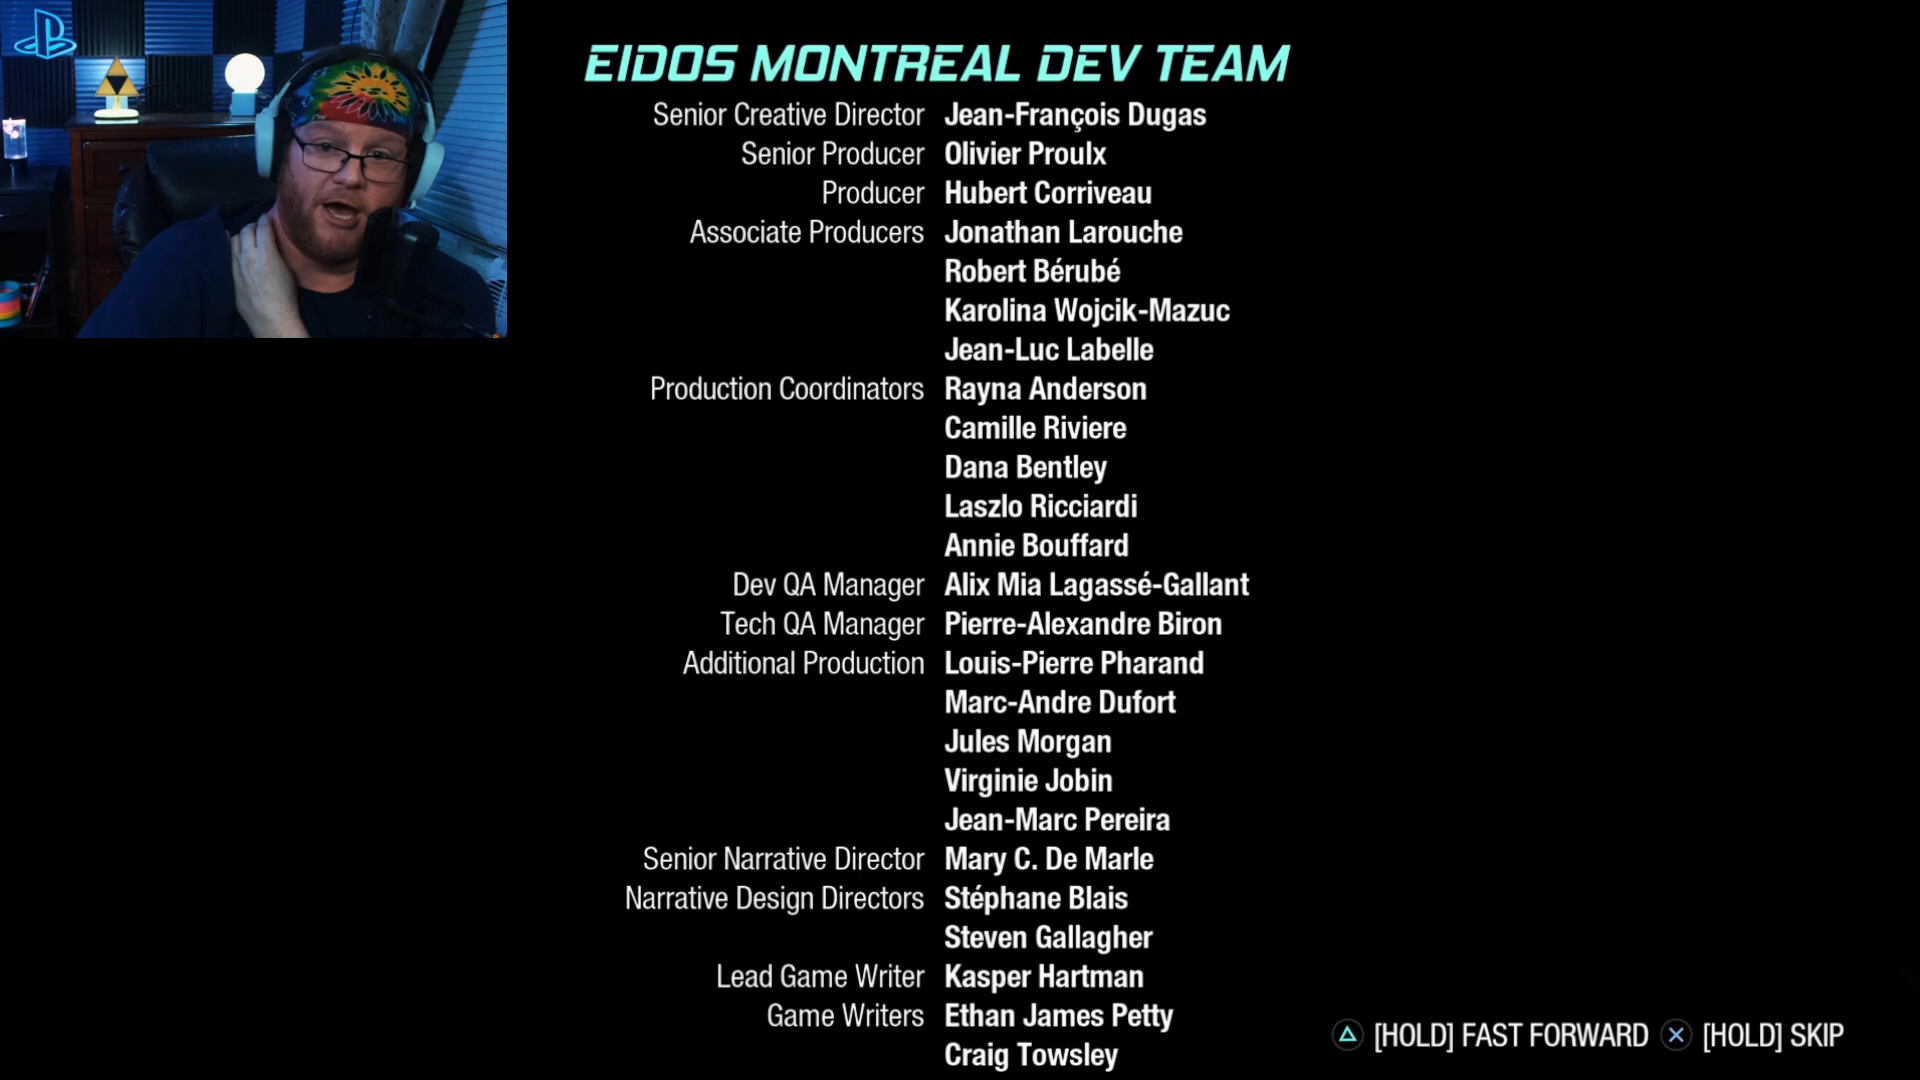 EIDOS MONTREAL DEV TEAM
Senior Creative Director Jean-François Dugas
Senior Producer Olivier Proulx
Producer Hubert Corriveau
Associate Producers Jonathan Larouche
Robert Bérubé
Karolina Wojcik-Mazuc
Jean-Luc Labelle
Production Coordinators Rayna Anderson
Camille Riviere
Dana Bentley
Laszlo Ricciardi
Annie Bouffard
Dev QA Manager Alix Mia Lagassé-Gallant
Tech QA Manager Pierre-Alexandre Biron
Additional Production Louis-Pierre Pharand
Marc-Andre Dufort
Jules Morgan
Virginie Jobin
Jean-Marc Pereira
Senior Narrative Director Mary C. De Marle
Narrative Design Directors Stéphane Blais
Steven Gallagher
Lead Game Writer Kasper Hartman
Game Writers Ethan James Petty
Craig Towsley
[HOLD] FAST FORWARD [HOLD] SKIP